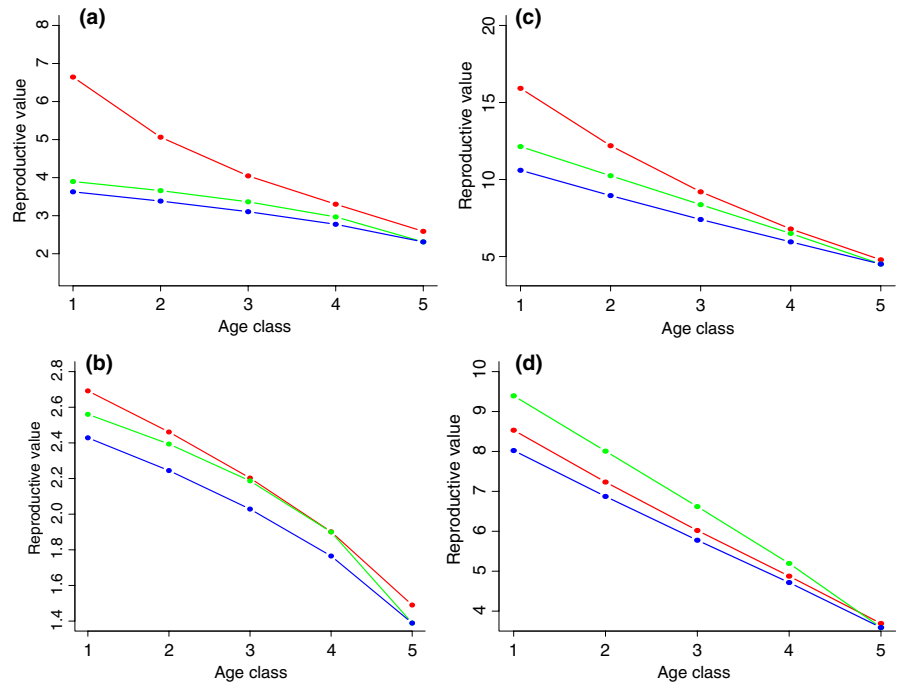 (a)
8
7
6
5
4
3
2
Reproductive value
1 2 3 4 5
Age class
(c)
20
15
10
5
Reproductive value
1 2 3 4 5
Age class
(b)
2.8
2.6
2.4
2.2
2.0
1.8
1.6
1.4
Reproductive value
1 2 3 4 5
Age class
(d)
10
9
8
7
6
5
4
Reproductive value
1 2 3 4 5
Age class